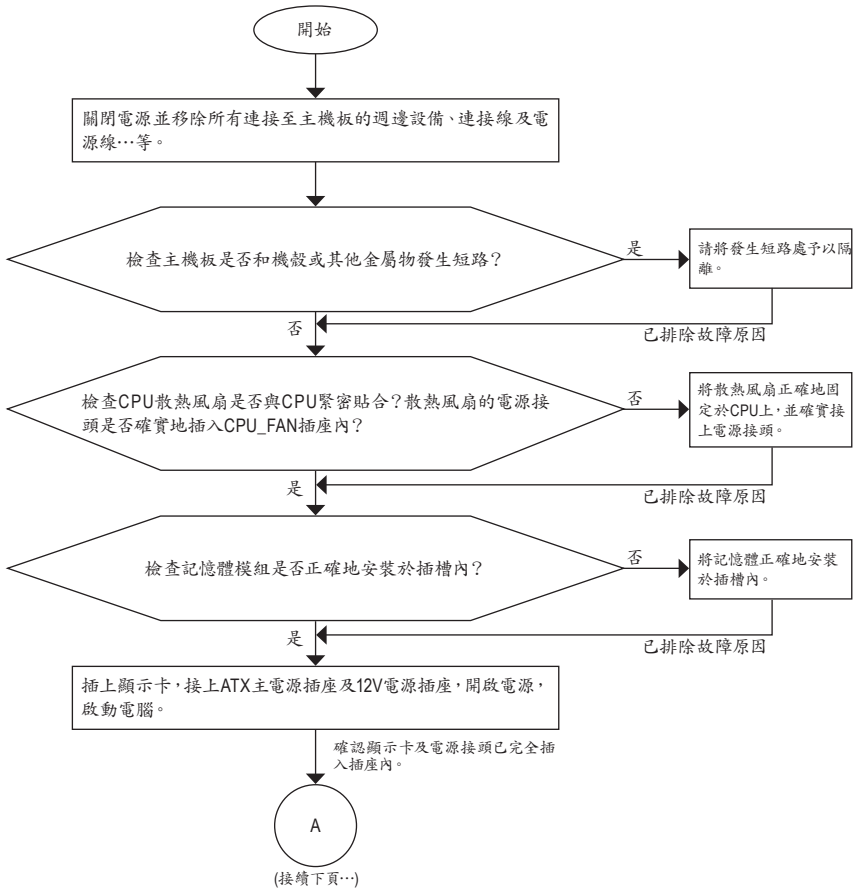 開始
關閉電源並移除所有連接至主機板的週邊設備、連接線及電
源線…等。
檢查主機板是否和機殼或其他金屬物發生短路？
是
請將發生短路處予以隔
離。
否
已排除故障原因
檢查CPU散熱風扇是否與CPU緊密貼合？散熱風扇的電源接
頭是否確實地插入CPU_FAN插座內？
否
將散熱風扇正確地固
定於CPU上，並確實接
上電源接頭。
是
已排除故障原因
檢查記憶體模組是否正確地安裝於插槽內？
否
將記憶體正確地安裝
於插槽內。
是
已排除故障原因
插上顯示卡，接上ATX主電源插座及12V電源插座，開啟電源，
啟動電腦。
確認顯示卡及電源接頭已完全插
入插座內。
A
(接續下頁…)